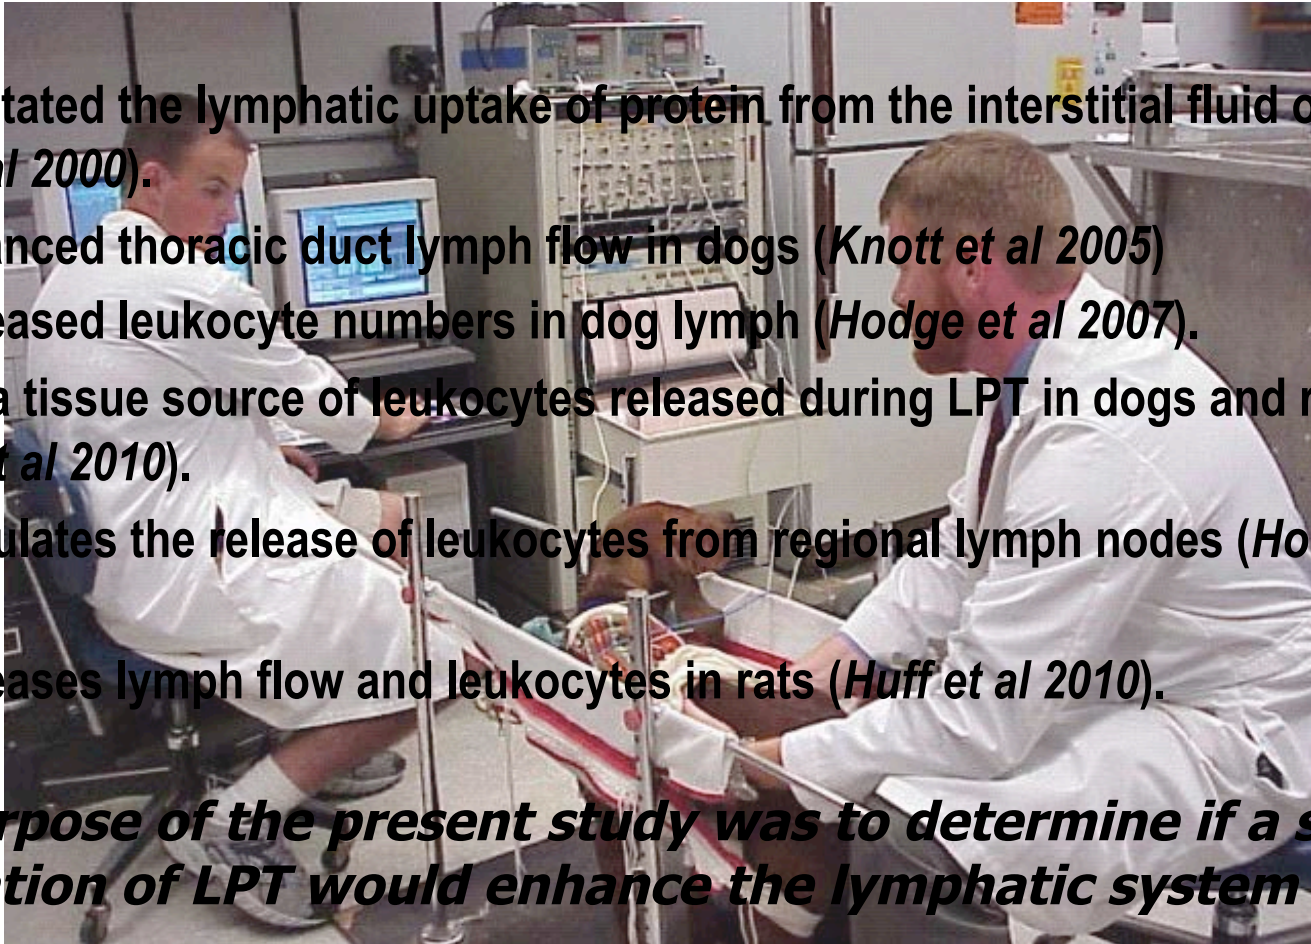 tated the lymphatic uptake of protein from the interstitial fluid o
al 2000).
anced thoracic duct lymph flow in dogs (Knott et al 2005)
eased leukocyte numbers in dog lymph (Hodge et al 2007).
a tissue source of leukocytes released during LPT in dogs and r
t al 2010).
ulates the release of leukocytes from regional lymph nodes (Ho
eases lymph flow and leukocytes in rats (Huff et al 2010).
rpose of the present study was to determine if a s
tion of LPT would enhance the lymphatic system